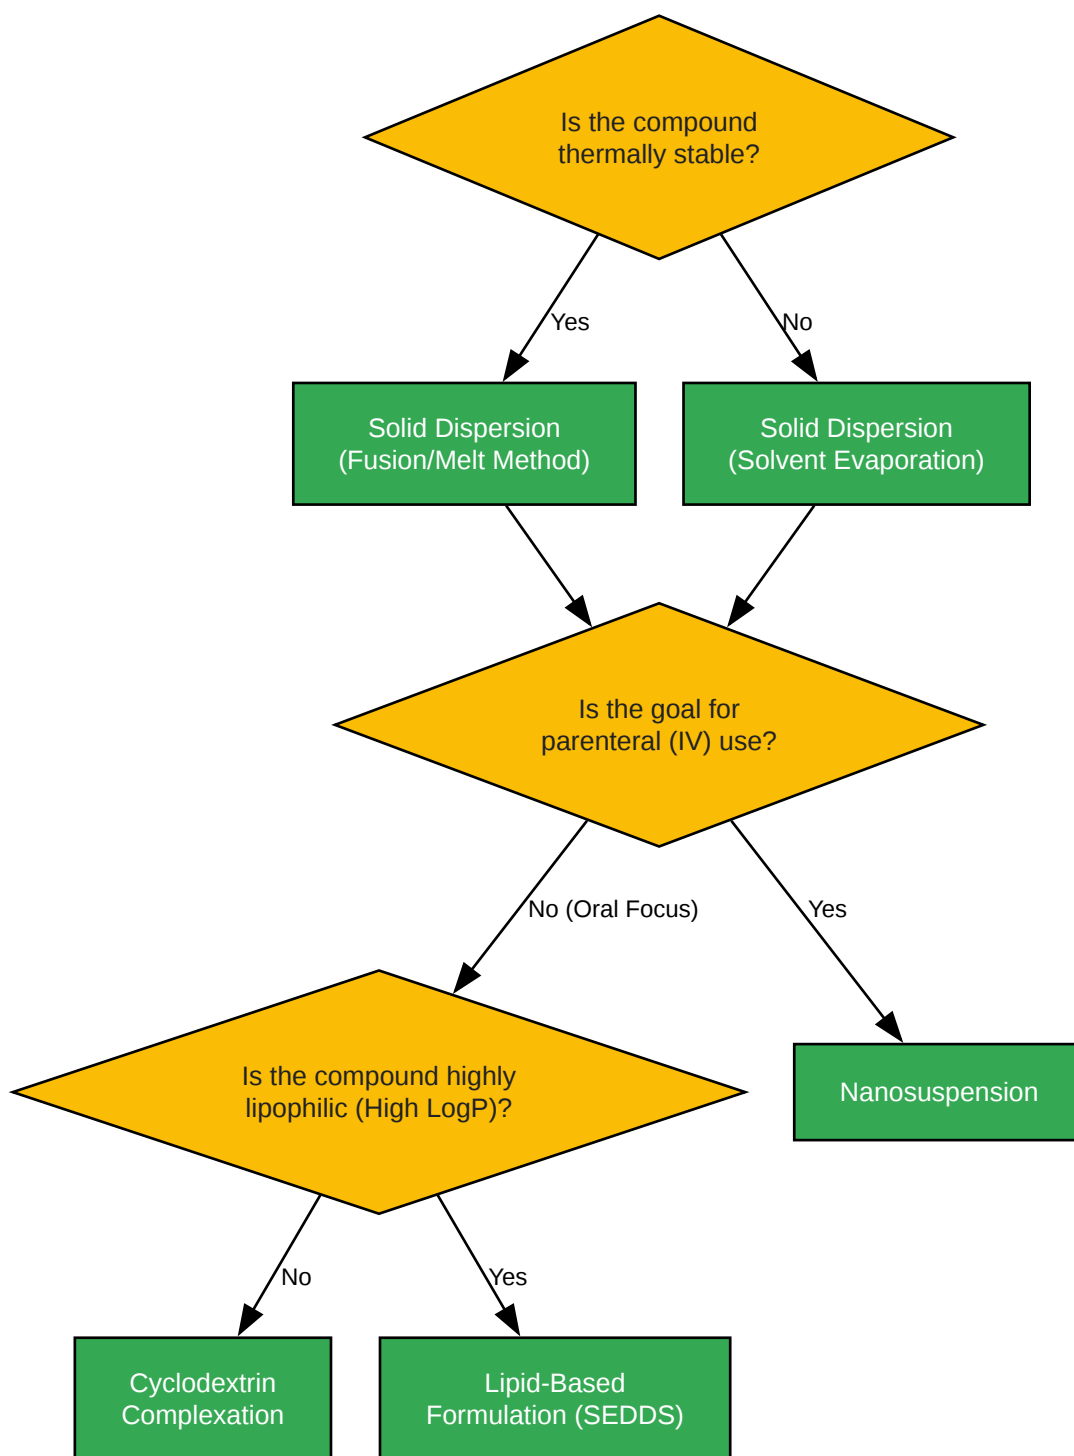 Is the compound
thermally stable?
Yes
No
Solid Dispersion
(Fusion/Melt Method)
Solid Dispersion
(Solvent Evaporation)
Is the goal for
parenteral (IV) use?
No (Oral Focus)
Yes
Is the compound highly
lipophilic (High LogP)?
Nanosuspension
No
Yes
Cyclodextrin
Complexation
Lipid-Based
Formulation (SEDDS)